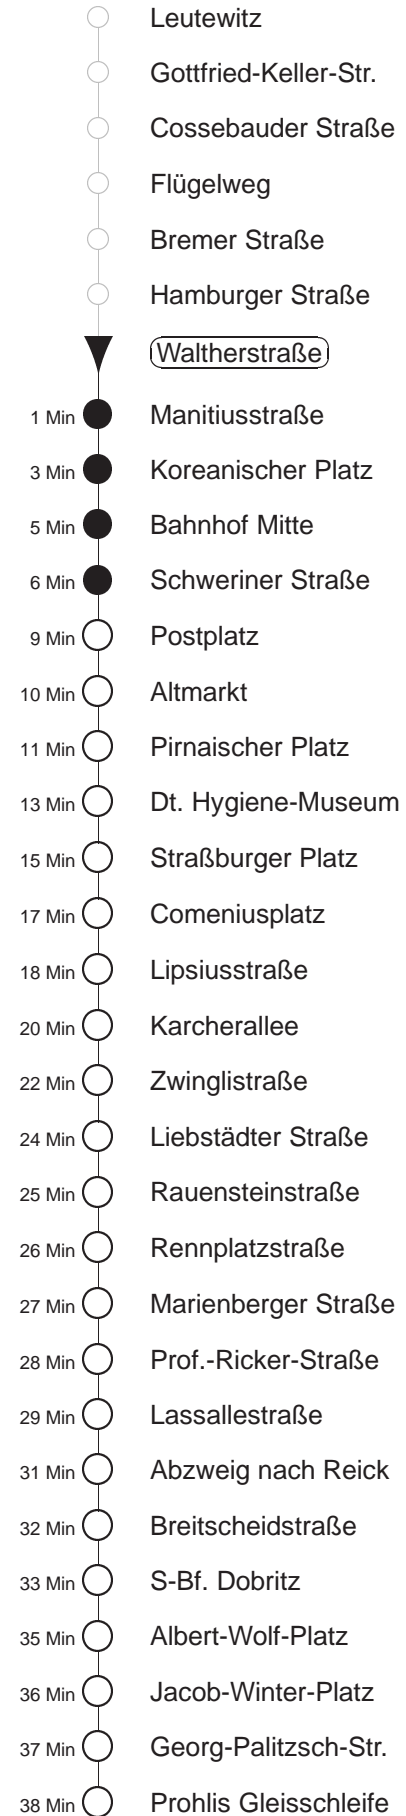 Leutewitz
Gottfried-Keller-Str.
Cossebauder Straße
Flügelweg
Bremer Straße
Hamburger Straße
Waltherstraße
1 Min Manitiusstraße
3 Min Koreanischer Platz
5 Min Bahnhof Mitte
6 Min Schweriner Straße
9 Min Postplatz
10 Min Altmarkt
11 Min Pirnaischer Platz
13 Min Dt. Hygiene-Museum
15 Min Straßburger Platz
17 Min Comeniusplatz
18 Min Lipsiusstraße
20 Min Karcherallee
22 Min Zwinglistraße
24 Min Liebstädter Straße
25 Min Rauensteinstraße
26 Min Rennplatzstraße
27 Min Marienberger Straße
28 Min Prof.-Ricker-Straße
29 Min Lassallestraße
31 Min Abzweig nach Reick
32 Min Breitscheidstraße
33 Min S-Bf. Dobritz
35 Min Albert-Wolf-Platz
36 Min Jacob-Winter-Platz
37 Min Georg-Palitzsch-Str.
38 Min Prohlis Gleisschleife